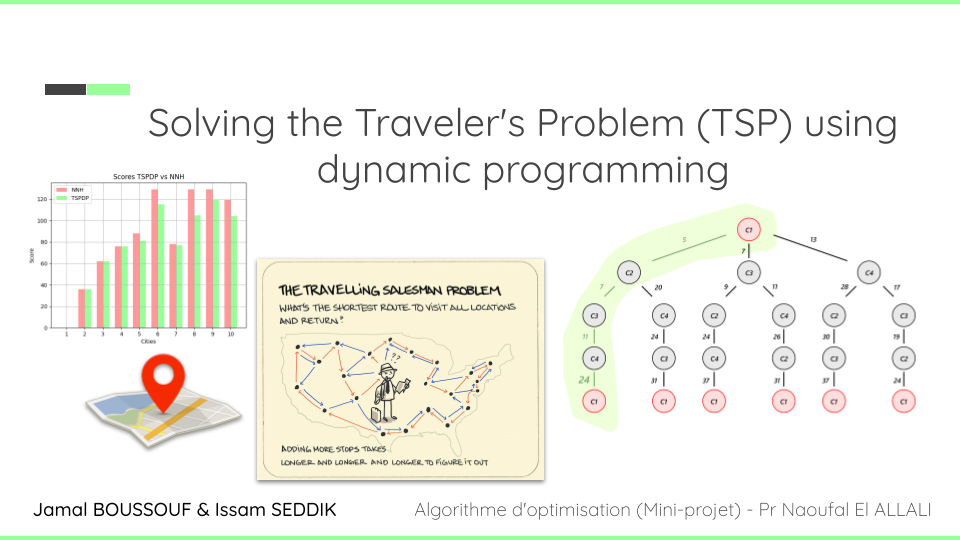 Solving the Traveler's Problem (TSP) using
dynamic programming
Scores TSPDP vs NNH
NNH
TSPDP
Score
120
100
80
60
40
20
0
1 2 3 4 5 6 7 8 9 10
Cities
THE TRAVELLING SALESMAN PROBLEM
WHAT'S THE SHORTEST ROUTE TO VISIT ALL LOCATIONS
AND RETURN?
??
ADDING MORE STOPS TAKES
LONGER AND LONGER AND LONGER TO FIGURE IT OUT
C1
5 7 13
C2 C3 C4
7 20 9 11 28 17
C3 C4 C2 C4 C2 C3
11 24 24 26 30 19
C4 C3 C4 C2 C3 C2
24 31 37 31 37 24
C1 C1 C1 C1 C1 C1
Jamal BOUSSOUF & Issam SEDDIK
Algorithme d'optimisation (Mini-projet) - Pr Naoufal El ALLALI